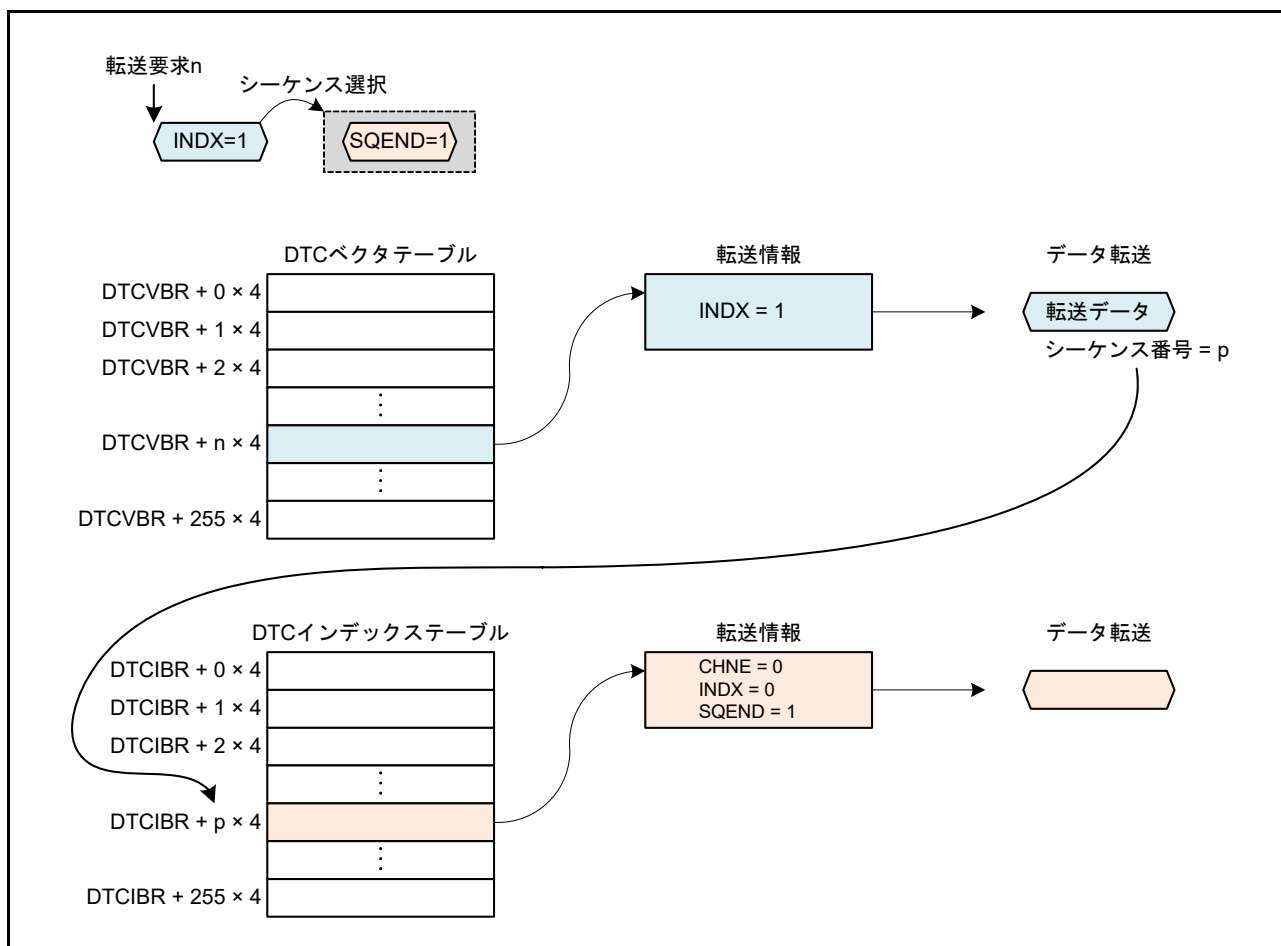 転送要求n
シーケンス選択
INDX=1
SQEND=1
DTCベクタテーブル
転送情報
データ転送
DTCVBR + 0 × 4
DTCVBR + 1 × 4
DTCVBR + 2 × 4
⋮
DTCVBR + n × 4
⋮
DTCVBR + 255 × 4
INDX = 1
転送データ
シーケンス番号 = p
DTCインデックステーブル
転送情報
データ転送
DTCIBR + 0 × 4
DTCIBR + 1 × 4
DTCIBR + 2 × 4
⋮
DTCIBR + p × 4
⋮
DTCIBR + 255 × 4
CHNE = 0
INDX = 0
SQEND = 1